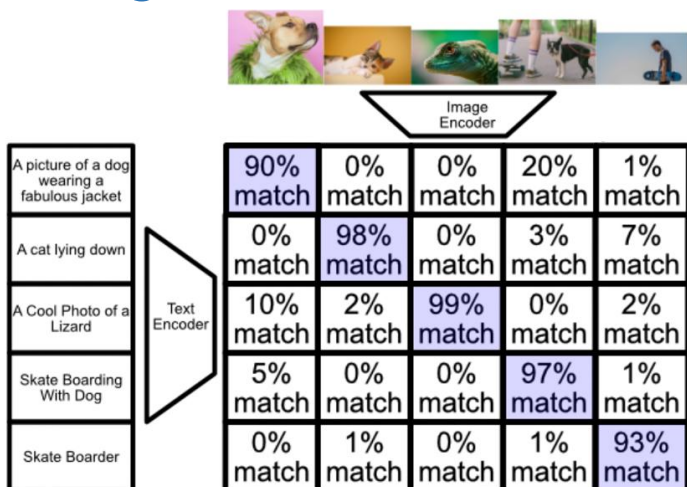 Image
Encoder
A picture of a dog
wearing a
fabulous jacket
90%
match
0%
match
0%
match
20%
match
1%
match
A cat lying down
0%
match
98%
match
0%
match
3%
match
7%
match
Text
Encoder
A Cool Photo of a
Lizard
10%
match
2%
match
99%
match
0%
match
2%
match
Skate Boarding
With Dog
5%
match
0%
match
0%
match
97%
match
1%
match
Skate Boarder
0%
match
1%
match
0%
match
1%
match
93%
match